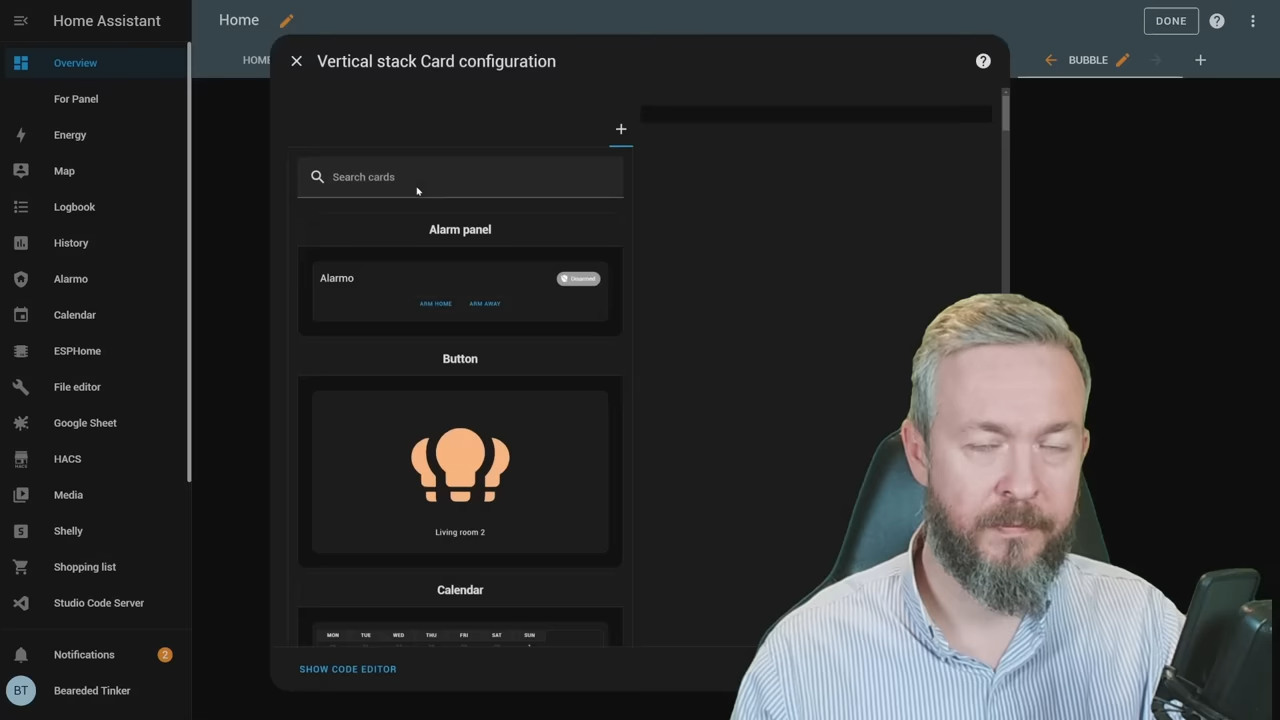 Home Assistant
Home
DONE
Overview
For Panel
Energy
Map
Logbook
History
Alarmo
Calendar
ESPHome
File editor
Google Sheet
HACS
Media
Shelly
Shopping list
Studio Code Server
Notifications
2
BT
Beareded Tinker
HOME
BUBBLE
Vertical stack Card configuration
Search cards
Alarm panel
Alarmo
Disarmed
ARM HOME ARM AWAY
Button
Living room 2
Calendar
MON TUE WED THU FRI SAT SUN
SHOW CODE EDITOR